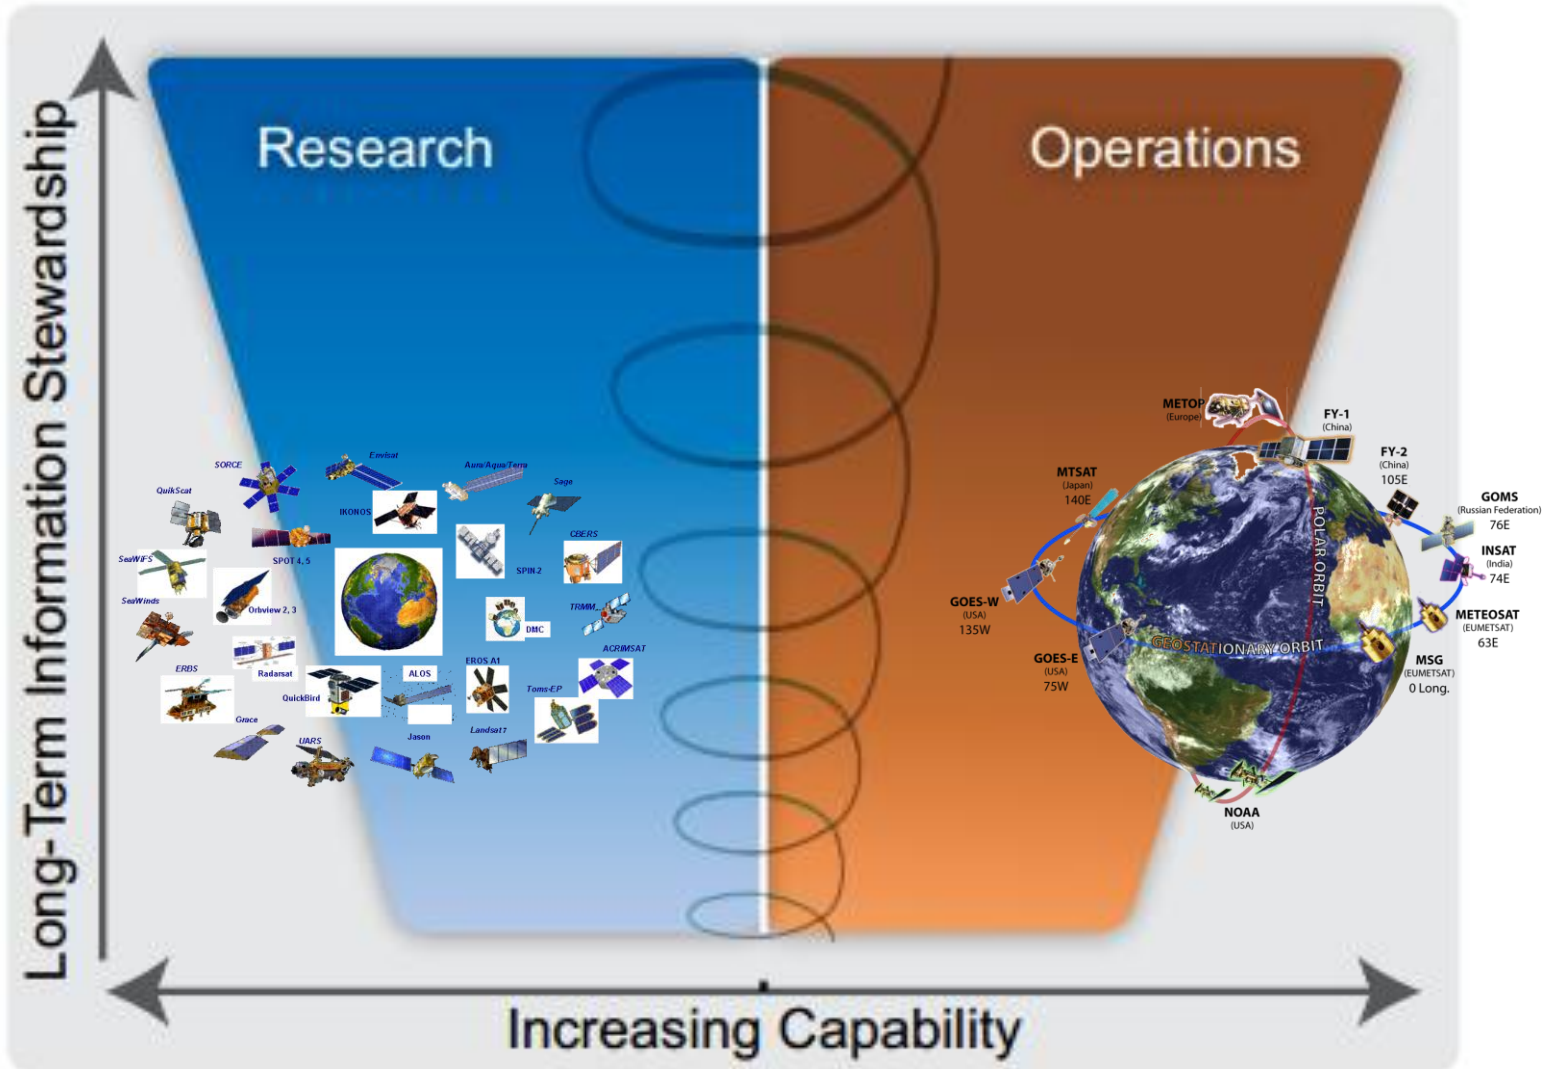 Long-Term Information Stewardship
Research
Operations
SORCE
Envisat
Aura/Aqua/Terra
Sage
QuikScat
IKONOS
SPOT 4, 5
SPIN-2
CBERS
SeaWiFS
Orbview 2, 3
SeaWinds
DMC
TRMM
Radarsat
ERBS
QuickBird
ALOS
EROS A1
ACRIMSAT
Toms-EP
Grace
UARS
Jason
Landsat 7
METOP
(Europe)
FY-1
(China)
FY-2
(China)
105E
MTSAT
(Japan)
140E
GOMS
(Russian Federation)
76E
INSAT
(India)
74E
METEOSAT
(EUMETSAT)
63E
MSG
(EUMETSAT)
0 Long.
GOES-W
(USA)
135W
GOES-E
(USA)
75W
POLAR ORBIT
GEOSTATIONARY ORBIT
NOAA
(USA)
Increasing Capability